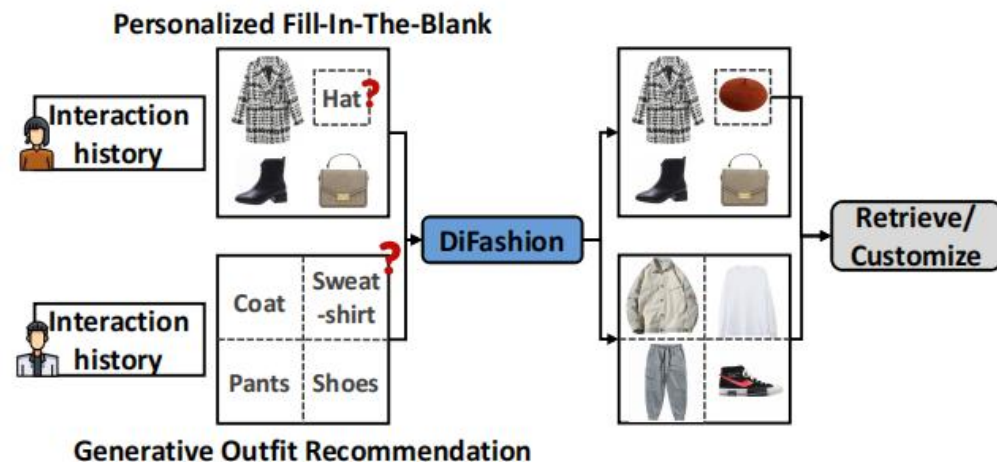 Personalized Fill-In-The-Blank
Interaction
history
Hat?
DiFashion
Retrieve/
Customize
Interaction
history
?
Coat
Sweat
-shirt
Pants
Shoes
Generative Outfit Recommendation